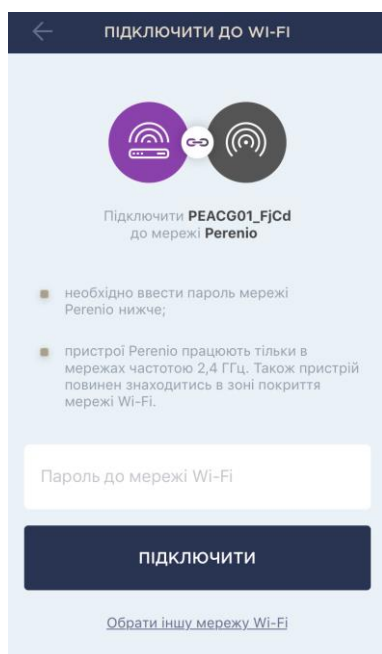 ПІДКЛЮЧИТИ ДО WI-FI
Підключити PEACG01_FjCd
до мережі Perenio
необхідно ввести пароль мережі
Perenio нижче;
пристрої Perenio працюють тільки в
мережах частотою 2,4 ГГц. Також пристрій
повинен знаходитись в зоні покриття
мережі Wi-Fi.
Пароль до мережі Wi-Fi
ПІДКЛЮЧИТИ
Обрати іншу мережу Wi-Fi